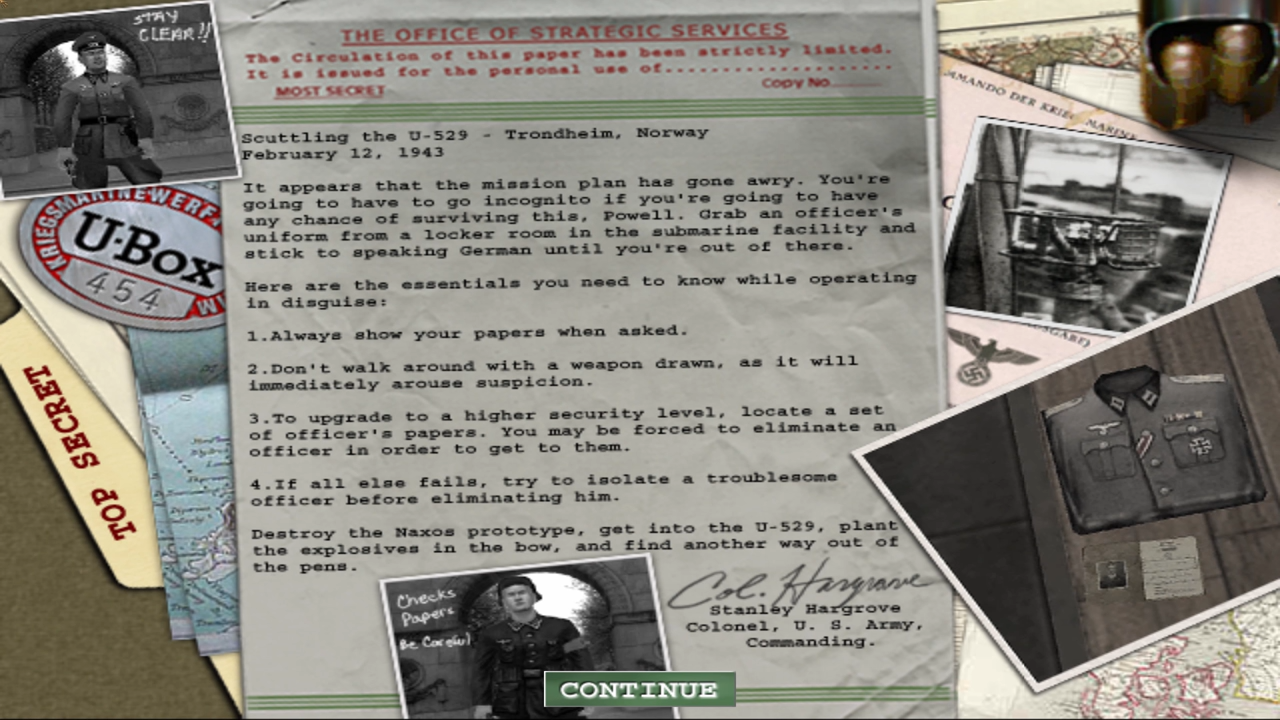 STAY
CLEAR!!
THE OFFICE OF STRATEGIC SERVICES
The Circulation of this paper has been strictly limited.
It is issued for the personal use of....................
MOST SECRET
Copy No.
Scuttling the U-529 - Trondheim, Norway
February 12, 1943
It appears that the mission plan has gone awry. You're
going to have to go incognito if you're going to have
any chance of surviving this, Powell. Grab an officer's
uniform from a locker room in the submarine facility and
stick to speaking German until you're out of there.
Here are the essentials you need to know while operating
in disguise:
1.Always show your papers when asked.
2.Don't walk around with a weapon drawn, as it will
immediately arouse suspicion.
3.To upgrade to a higher security level, locate a set
of officer's papers. You may be forced to eliminate an
officer in order to get to them.
4.If all else fails, try to isolate a troublesome
officer before eliminating him.
Destroy the Naxos prototype, get into the U-529, plant
the explosives in the bow, and find another way out of
the pens.
Col. Hargrave
Stanley Hargrove
Colonel, U. S. Army,
Commanding.
Checks
Papers
Be Careful
CONTINUE
KRIEGSMARINEWERFA
U-Box
454
TOP SECRET
AMANDO DER KRIEG MARINE